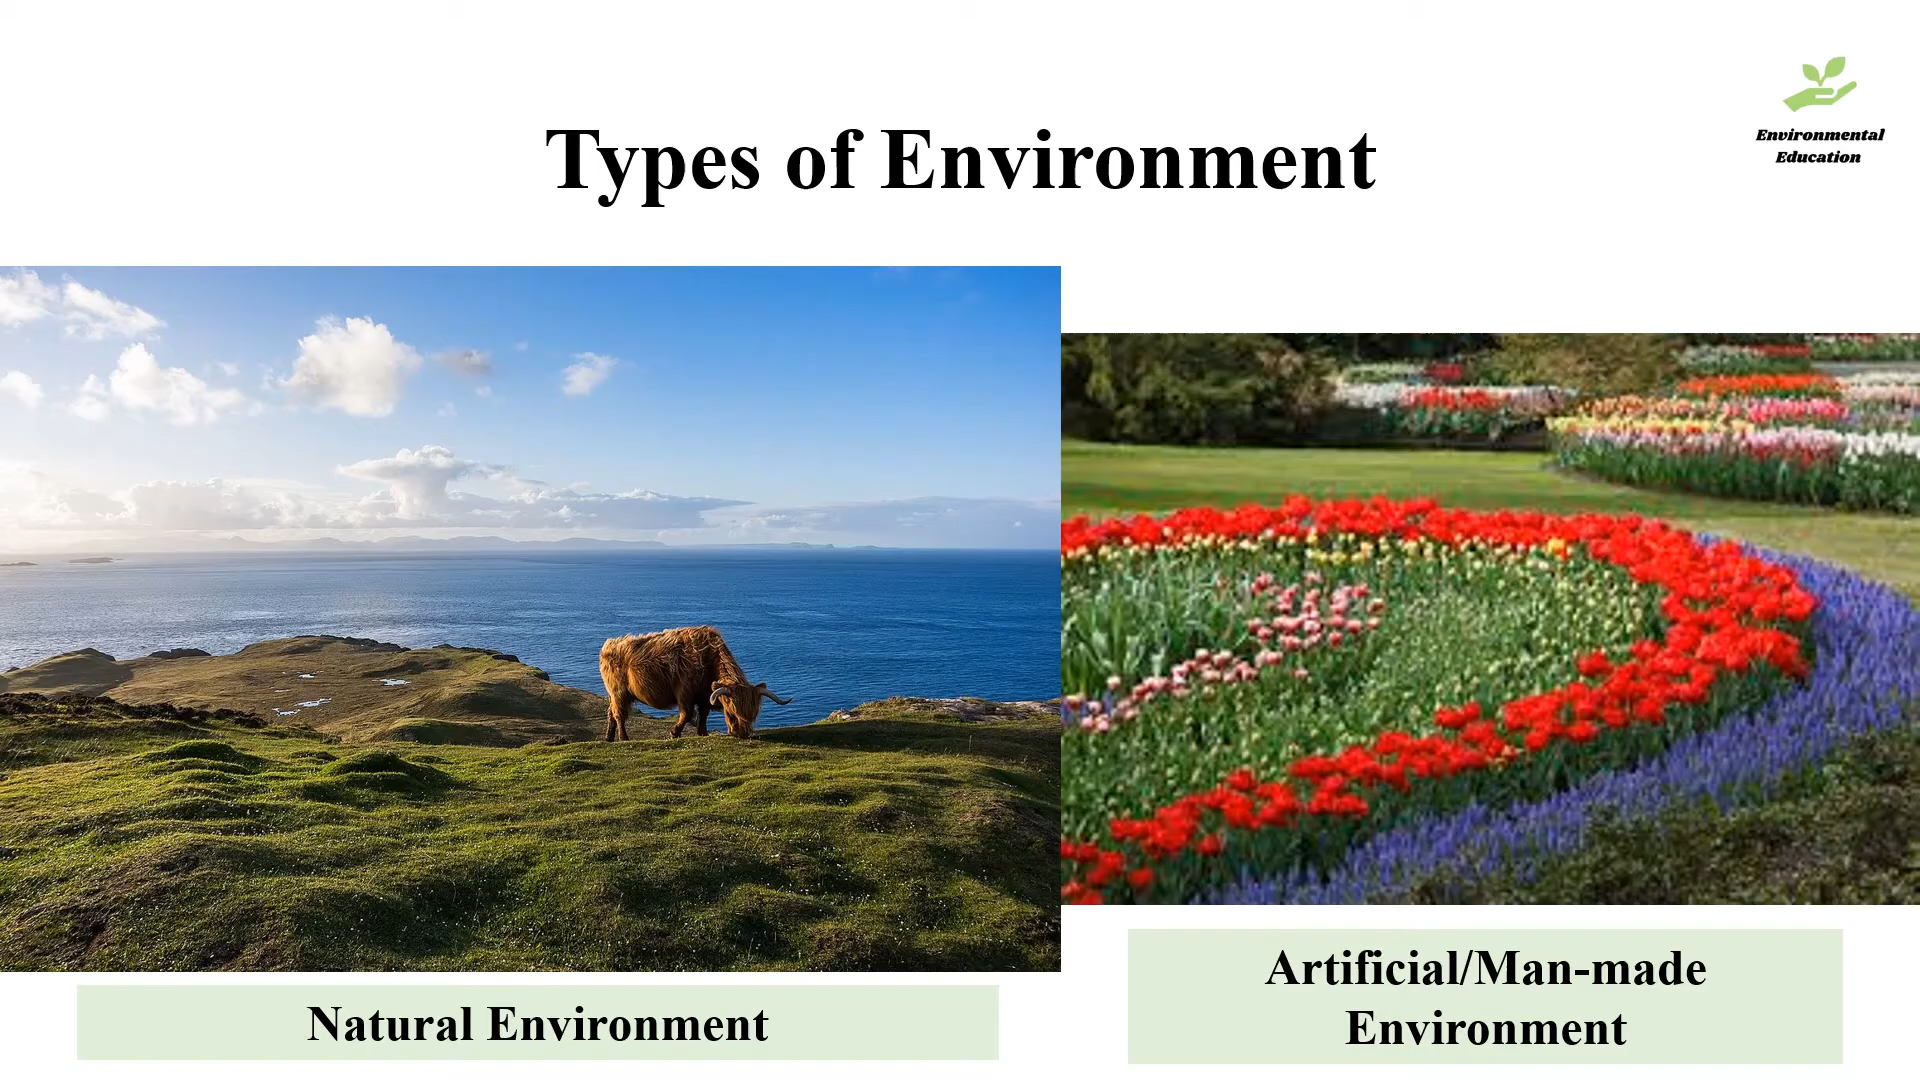 Types of Environment
Environmental
Education
Natural Environment
Artificial/Man-made
Environment